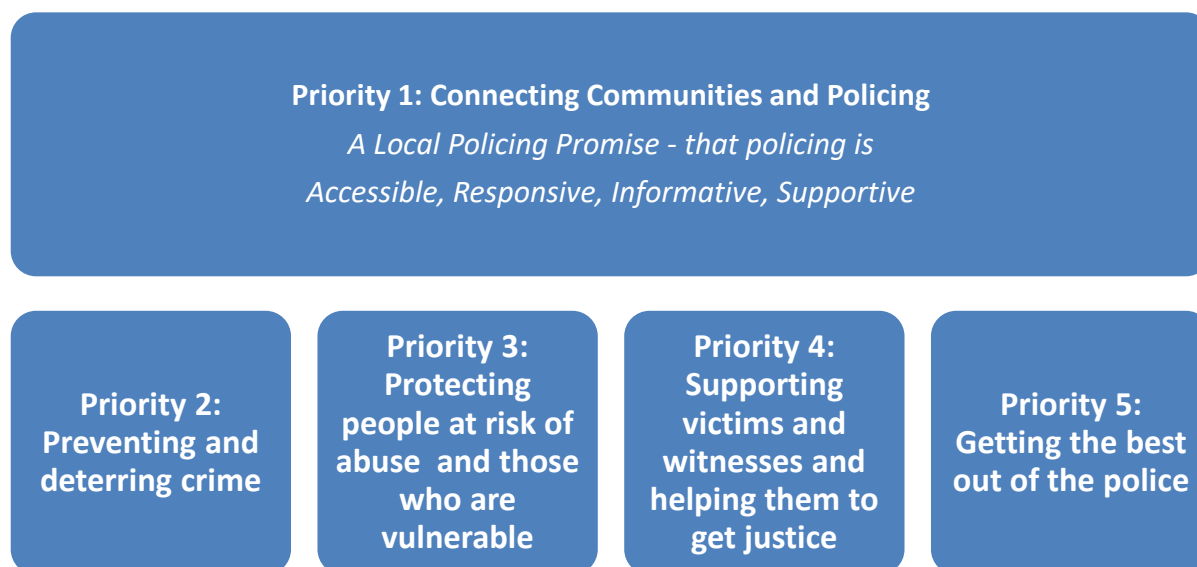 Priority 1: Connecting Communities and Policing
A Local Policing Promise - that policing is
Accessible, Responsive, Informative, Supportive
Priority 2:
Preventing and
deterring crime
Priority 3:
Protecting
people at risk of
abuse  and those
who are
vulnerable
Priority 4:
Supporting
victims and
witnesses and
helping them to
get justice
Priority 5:
Getting the best
out of the police